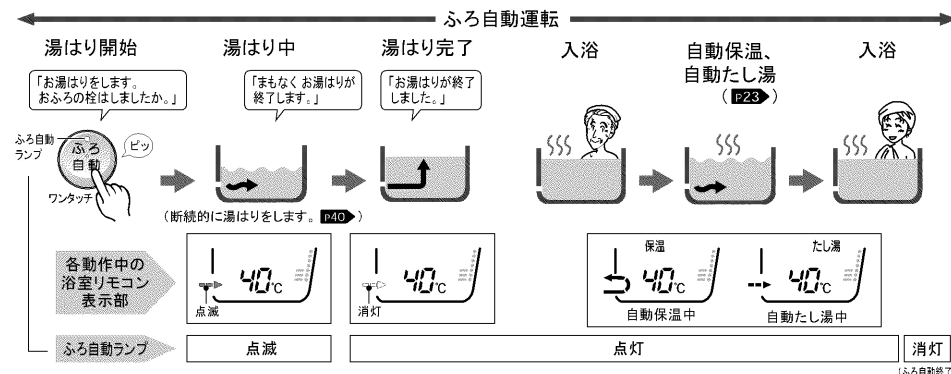 ふろ自動運転
湯はり開始
湯はり中
湯はり完了
入浴
自動保温、
自動たし湯
(P23)
入浴
「お湯はりをします。
おふろの栓はしましたか。」
「まもなく お湯はりが
終了します。」
「お湯はりが終了
しました。」
ふろ自動
ランプ
ふろ
自動
ピッ
ワンタッチ
(断続的に湯はりをします。P40)
各動作中の
浴室リモコン
表示部
40℃
点滅
40℃
消灯
保温
40℃
自動保温中
たし湯
40℃
自動たし湯中
ふろ自動ランプ
点滅
点灯
消灯
(ふろ自動終了